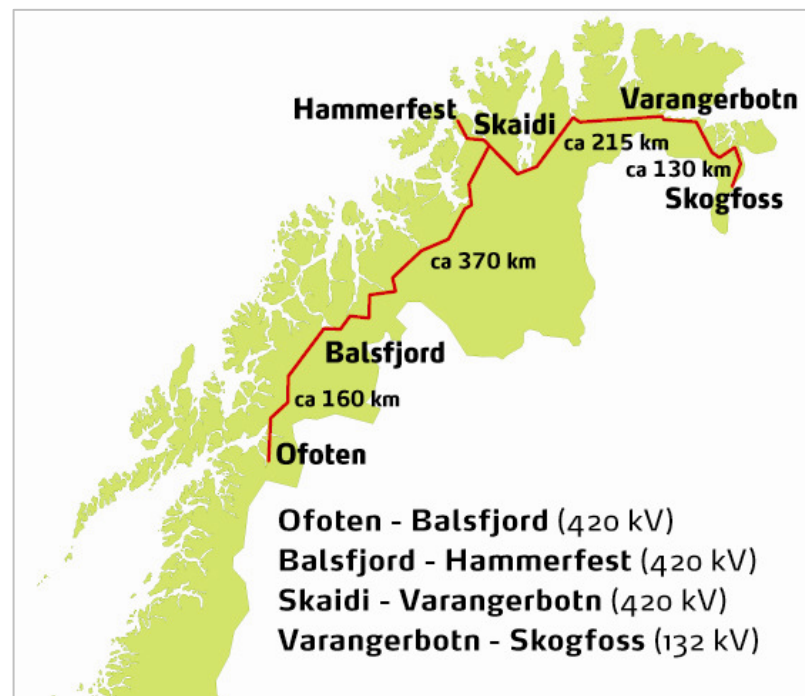 Hammerfest
Skaidi
Varangerbotn
ca 215 km
ca 130 km
Skogfoss
ca 370 km
Balsfjord
ca 160 km
Ofoten
Ofoten - Balsfjord (420 kV)
Balsfjord - Hammerfest (420 kV)
Skaidi - Varangerbotn (420 kV)
Varangerbotn - Skogfoss (132 kV)